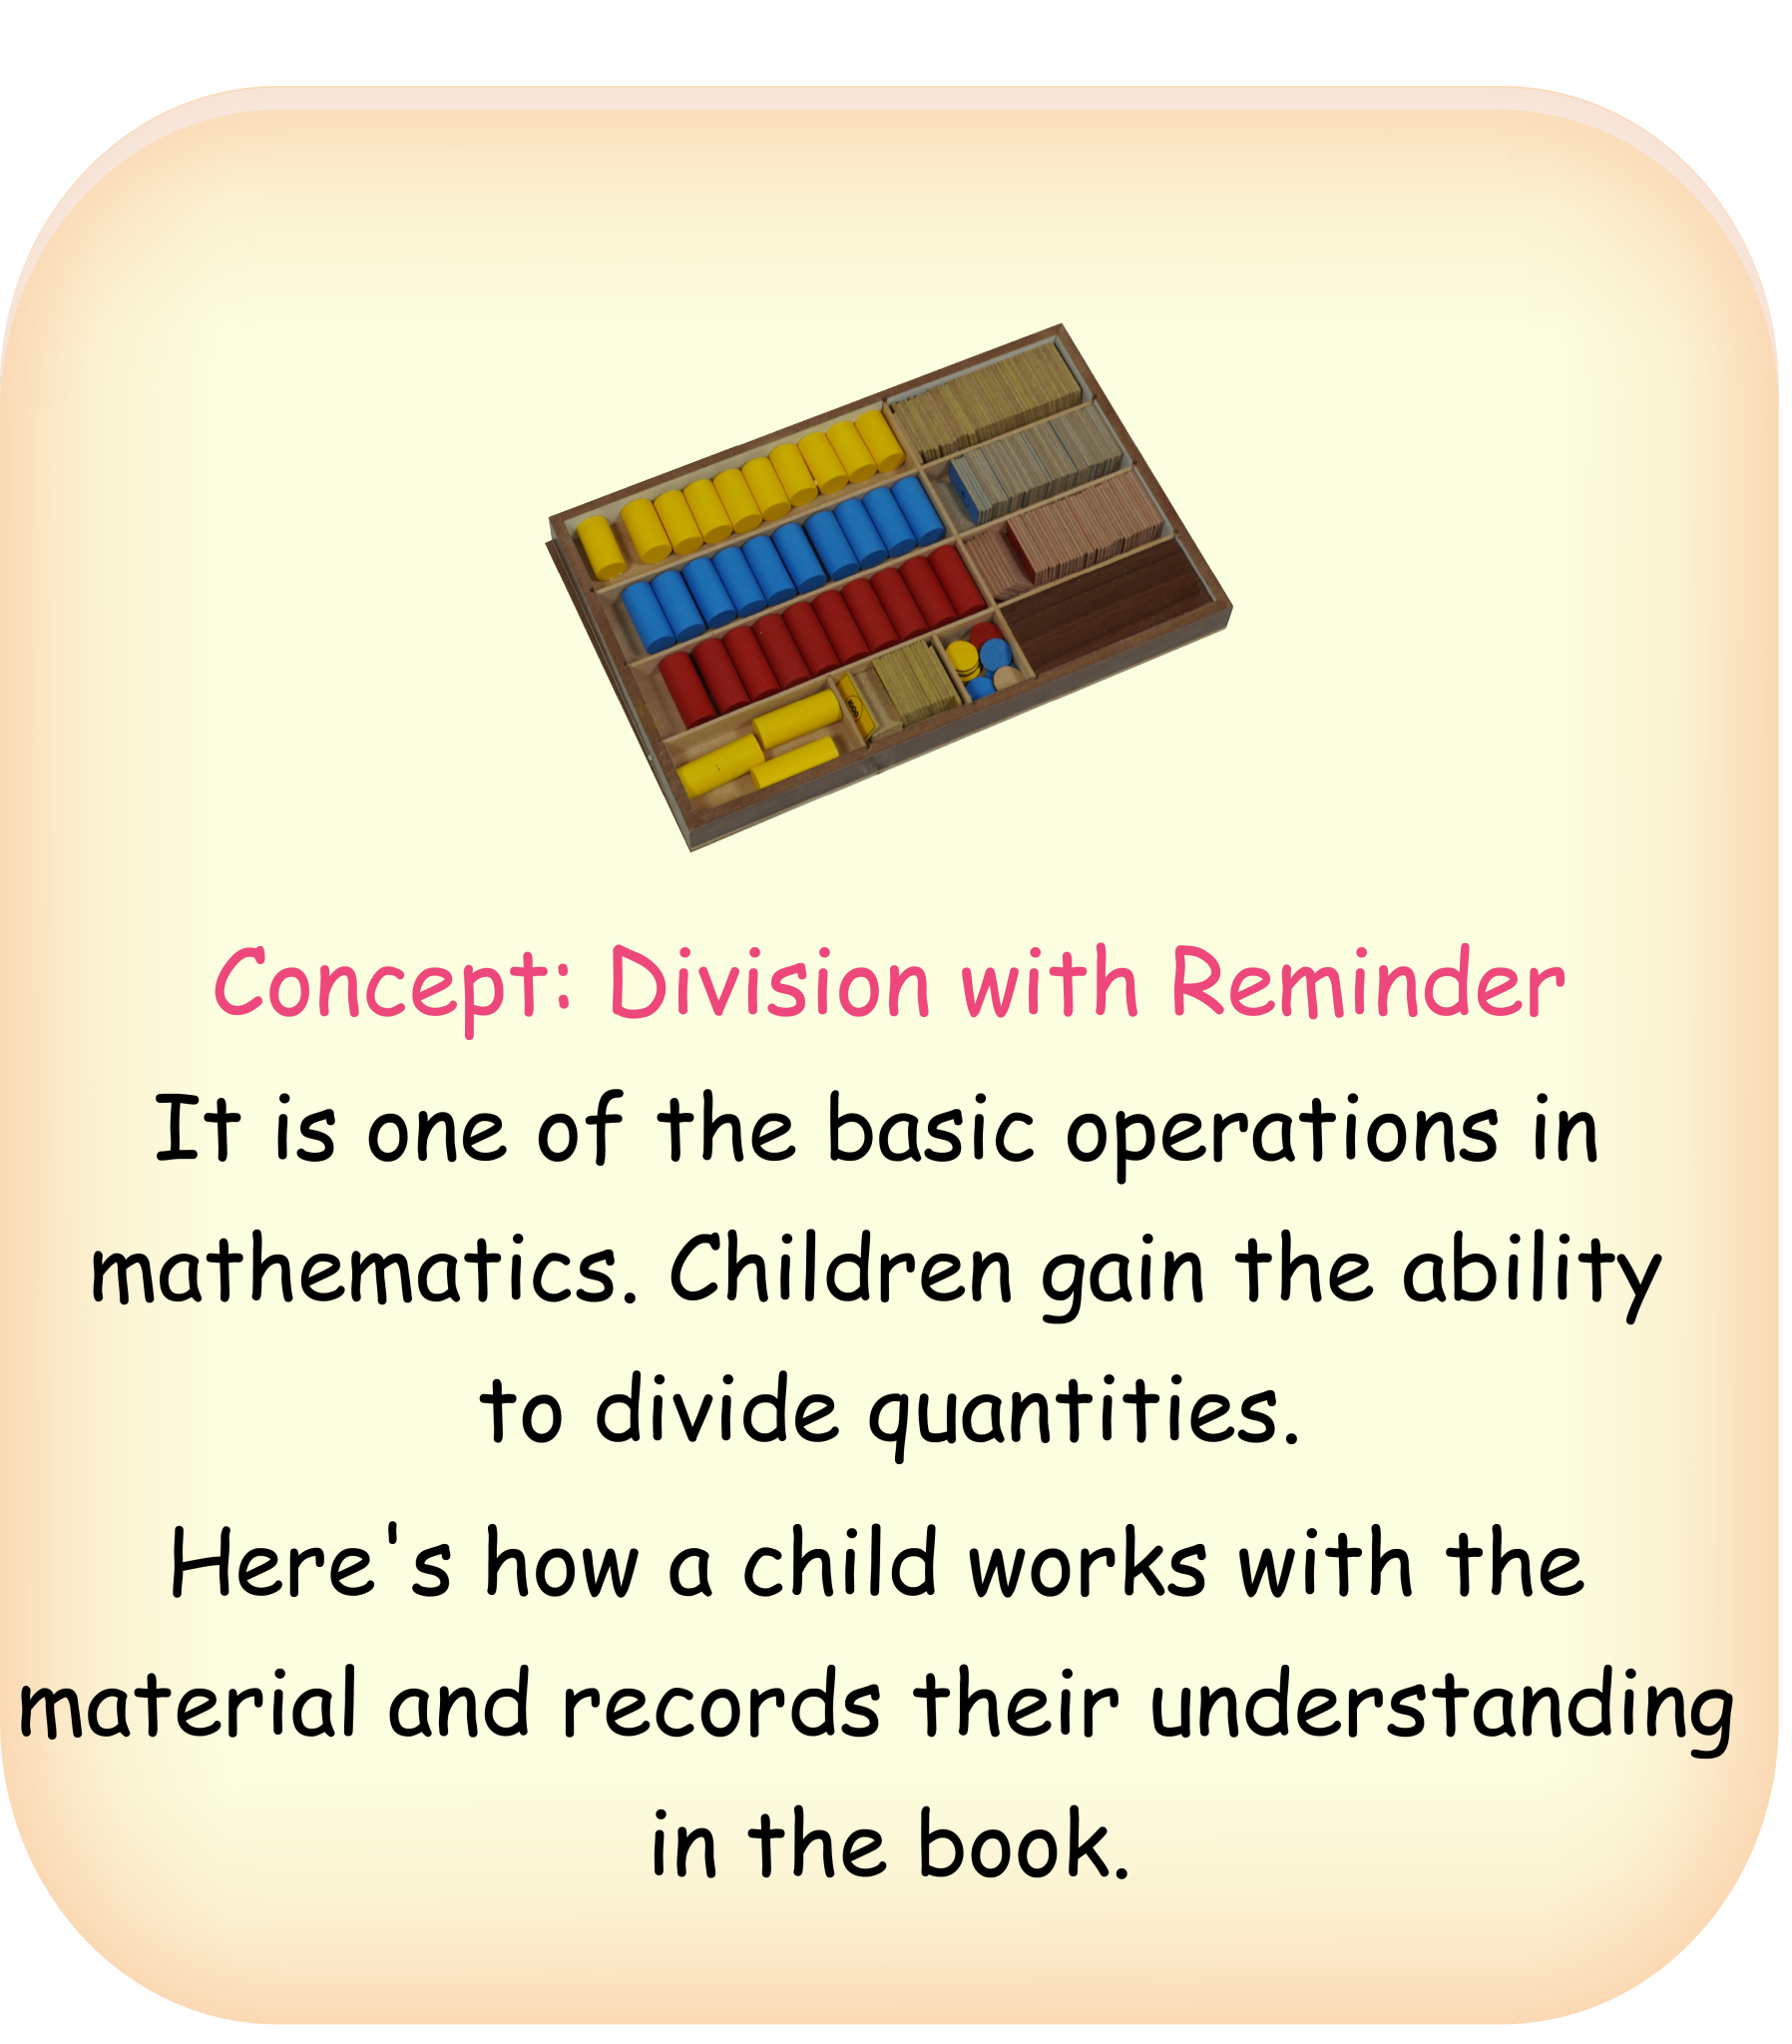 Concept: Division with Reminder
It is one of the basic operations in
mathematics. Children gain the ability
to divide quantities.
Here's how a child works with the
material and records their understanding
in the book.